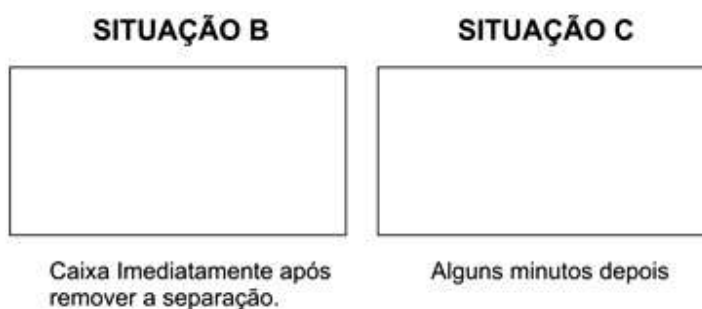 SITUAÇÃO B
SITUAÇÃO C
Caixa Imediatamente após
remover a separação.
Alguns minutos depois